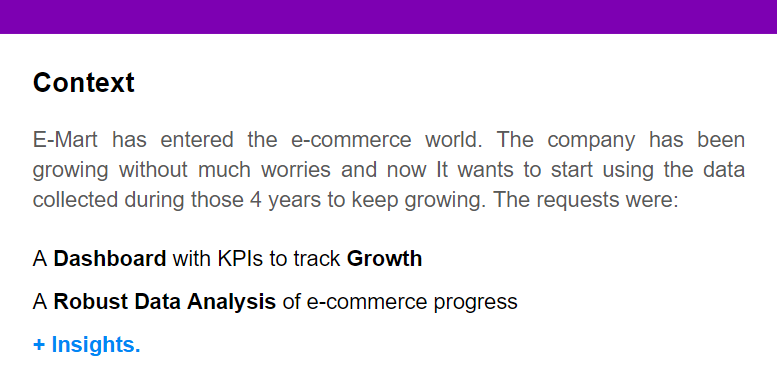 Context
E-Mart has entered the e-commerce world. The company has been
growing without much worries and now It wants to start using the data
collected during those 4 years to keep growing. The requests were:
A Dashboard with KPIs to track Growth
A Robust Data Analysis of e-commerce progress
+ Insights.